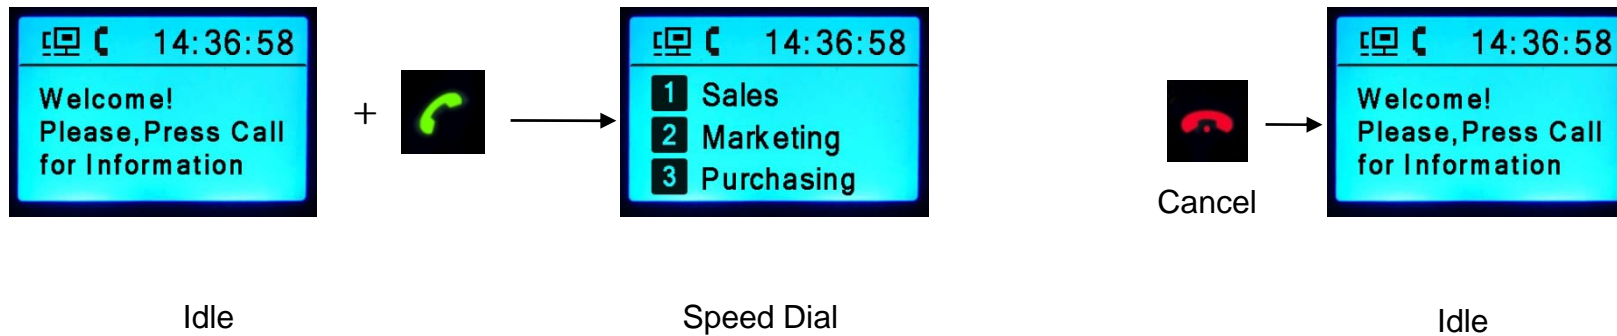 14:36:58
Welcome!
Please,Press Call
for Information
+
14:36:58
1 Sales
2 Marketing
3 Purchasing
Cancel
14:36:58
Welcome!
Please,Press Call
for Information
Idle
Speed Dial
Idle